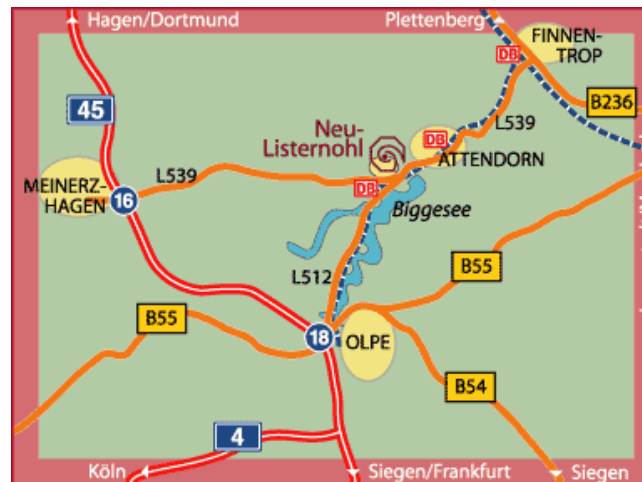 Hagen/Dortmund
Plettenberg
FINNEN-
TROP
DB
B236
45
L539
DB
Neu-
Listernohl
ATTENDORN
MEINERZ-
HAGEN
L539
16
DB
Biggesee
B55
L512
B55
18
OLPE
B54
4
Köln
Siegen/Frankfurt
Siegen